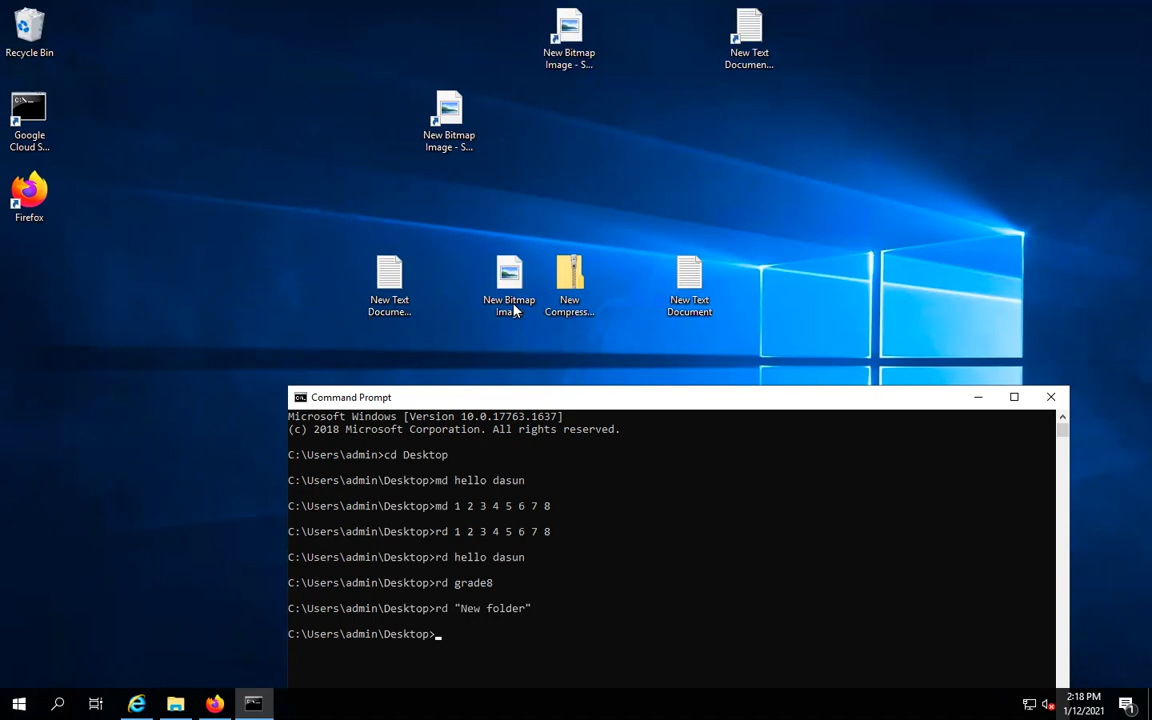 Recycle Bin
New Bitmap
Image - S...
New Text
Documen...
Google
Cloud S...
New Bitmap
Image - S...
Firefox
New Text
Docume...
New Bitmap
Image
New
Compress...
New Text
Document
Command Prompt
Microsoft Windows [Version 10.0.17763.1637]
(c) 2018 Microsoft Corporation. All rights reserved.
C:\Users\admin>cd Desktop
C:\Users\admin\Desktop>md hello dasun
C:\Users\admin\Desktop>md 1 2 3 4 5 6 7 8
C:\Users\admin\Desktop>rd 1 2 3 4 5 6 7 8
C:\Users\admin\Desktop>rd hello dasun
C:\Users\admin\Desktop>rd grade8
C:\Users\admin\Desktop>rd "New folder"
C:\Users\admin\Desktop>
2:18 PM
1/12/2021
1